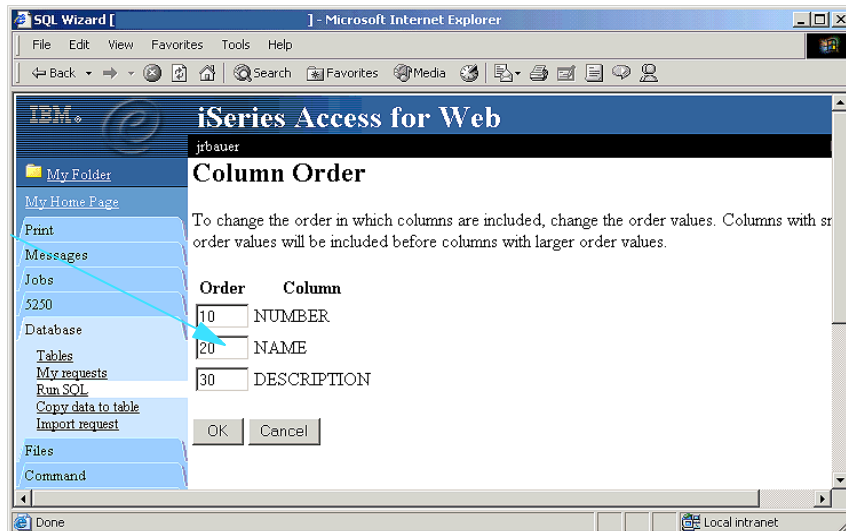 SQL Wizard [ ] - Microsoft Internet Explorer
File Edit View Favorites Tools Help
Back Search Favorites Media
IBM
e
iSeries Access for Web
jrbauer
My Folder
My Home Page
Print
Messages
Jobs
5250
Database
Tables
My requests
Run SQL
Copy data to table
Import request
Files
Command
Column Order
To change the order in which columns are included, change the order values. Columns with sr
order values will be included before columns with larger order values.
Order Column
10 NUMBER
20 NAME
30 DESCRIPTION
OK Cancel
Done Local intranet